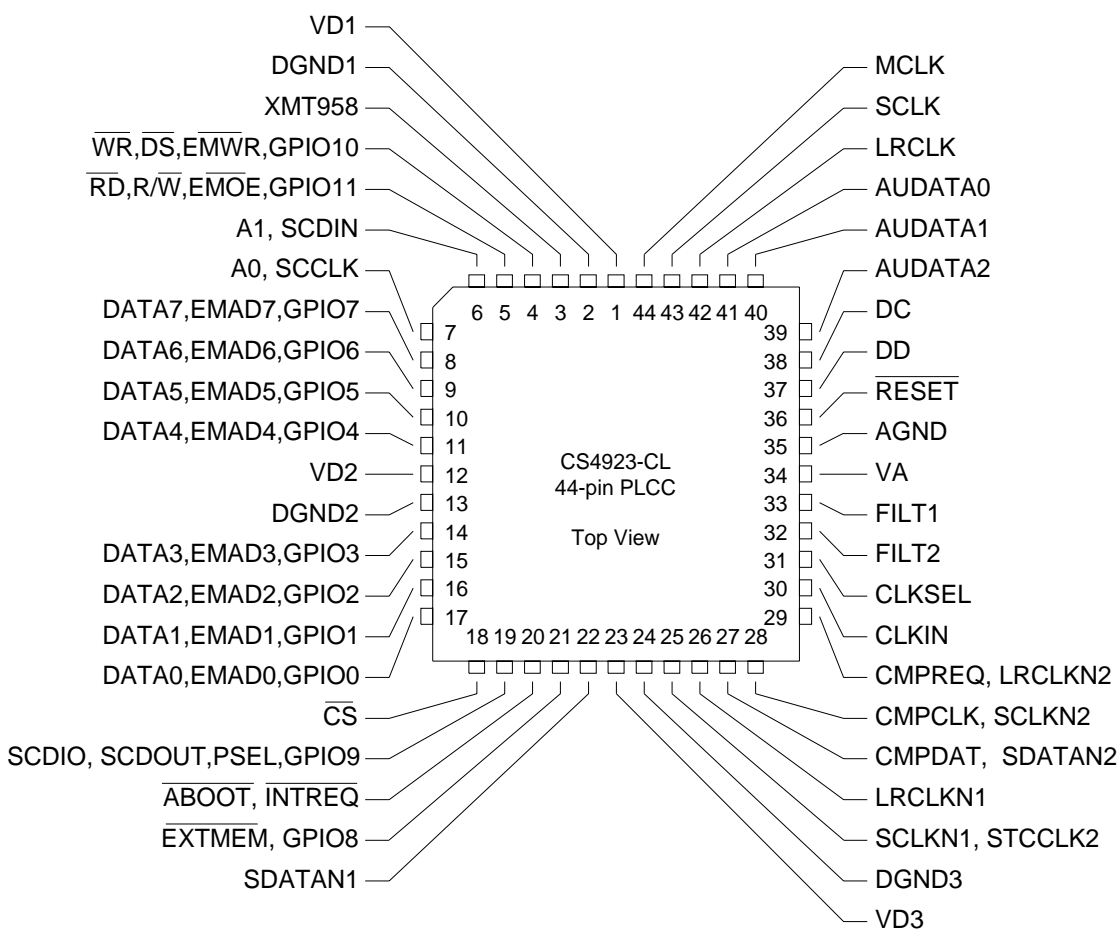 VD1
DGND1
XMT958
WR,DS,EMWR,GPIO10
RD,R/W,EMOE,GPIO11
A1, SCDIN
A0, SCCLK
DATA7,EMAD7,GPIO7
DATA6,EMAD6,GPIO6
DATA5,EMAD5,GPIO5
DATA4,EMAD4,GPIO4
VD2
DGND2
DATA3,EMAD3,GPIO3
DATA2,EMAD2,GPIO2
DATA1,EMAD1,GPIO1
DATA0,EMAD0,GPIO0
CS
SCDIO, SCDOUT,PSEL,GPIO9
ABOOT, INTREQ
EXTMEM, GPIO8
SDATAN1
6 5 4 3 2 1 44 43 42 41 40
7
8
9
10
11
12
13
14
15
16
17
CS4923-CL
44-pin PLCC
Top View
39
38
37
36
35
34
33
32
31
30
29
18 19 20 21 22 23 24 25 26 27 28
MCLK
SCLK
LRCLK
AUDATA0
AUDATA1
AUDATA2
DC
DD
RESET
AGND
VA
FILT1
FILT2
CLKSEL
CLKIN
CMPREQ, LRCLKN2
CMPCLK, SCLKN2
CMPDAT, SDATAN2
LRCLKN1
SCLKN1, STCCLK2
DGND3
VD3